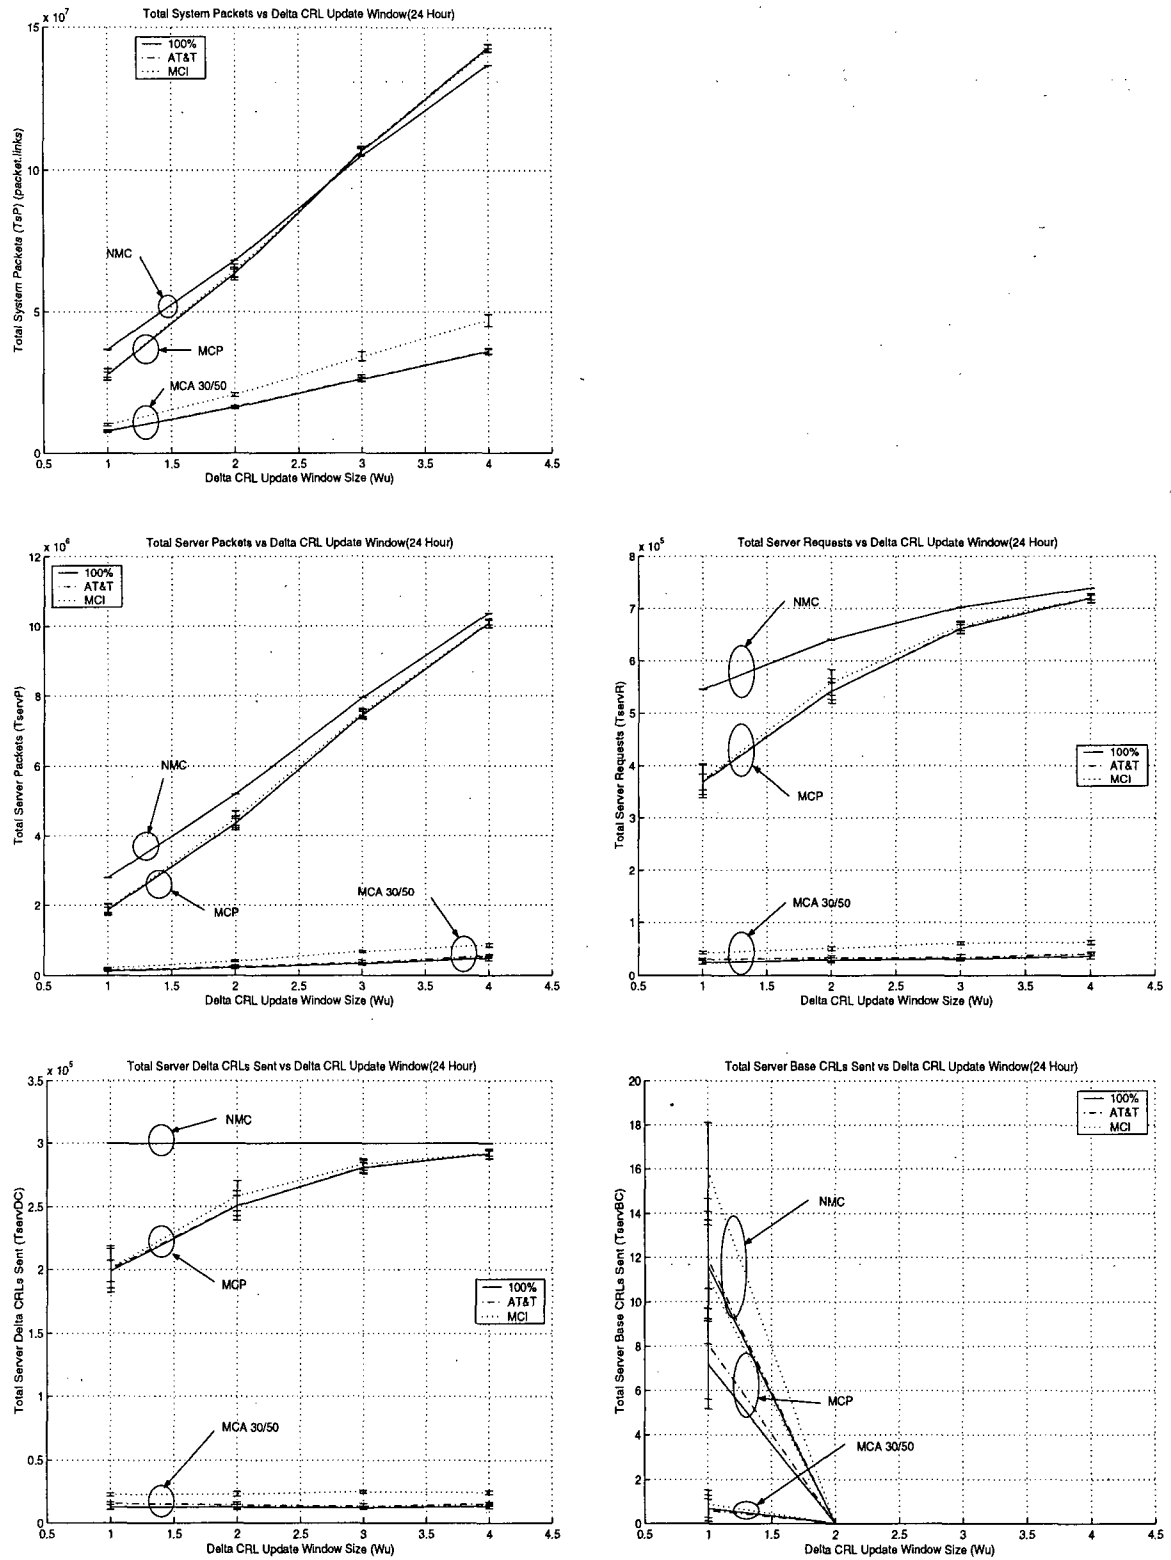 Total System Packets vs Delta CRL Update Window(24 Hour)
x 10^7
15
10
5
0
100%
AT&T
MCI
NMC
MCP
MCA 30/50
Total System Packets (TsP) (packet.links)
0.5 1 1.5 2 2.5 3 3.5 4 4.5
Delta CRL Update Window Size (Wu)
Total Server Packets vs Delta CRL Update Window(24 Hour)
x 10^6
12
10
8
6
4
2
0
100%
AT&T
MCI
NMC
MCP
MCA 30/50
Total Server Packets (TservP)
0.5 1 1.5 2 2.5 3 3.5 4 4.5
Delta CRL Update Window Size (Wu)
Total Server Requests vs Delta CRL Update Window(24 Hour)
x 10^5
8
7
6
5
4
3
2
1
0
NMC
100%
AT&T
MCI
MCP
MCA 30/50
Total Server Requests (TservR)
0.5 1 1.5 2 2.5 3 3.5 4 4.5
Delta CRL Update Window Size (Wu)
Total Server Delta CRLs Sent vs Delta CRL Update Window(24 Hour)
x 10^5
3.5
3
2.5
2
1.5
1
0.5
0
NMC
MCP
100%
AT&T
MCI
MCA 30/50
Total Server Delta CRLs Sent (TservDC)
0.5 1 1.5 2 2.5 3 3.5 4 4.5
Delta CRL Update Window Size (Wu)
Total Server Base CRLs Sent vs Delta CRL Update Window(24 Hour)
20
18
16
14
12
10
8
6
4
2
0
100%
AT&T
MCI
NMC
MCP
MCA 30/50
Total Server Base CRLs Sent (TservBC)
0.5 1 1.5 2 2.5 3 3.5 4 4.5
Delta CRL Update Window Size (Wu)